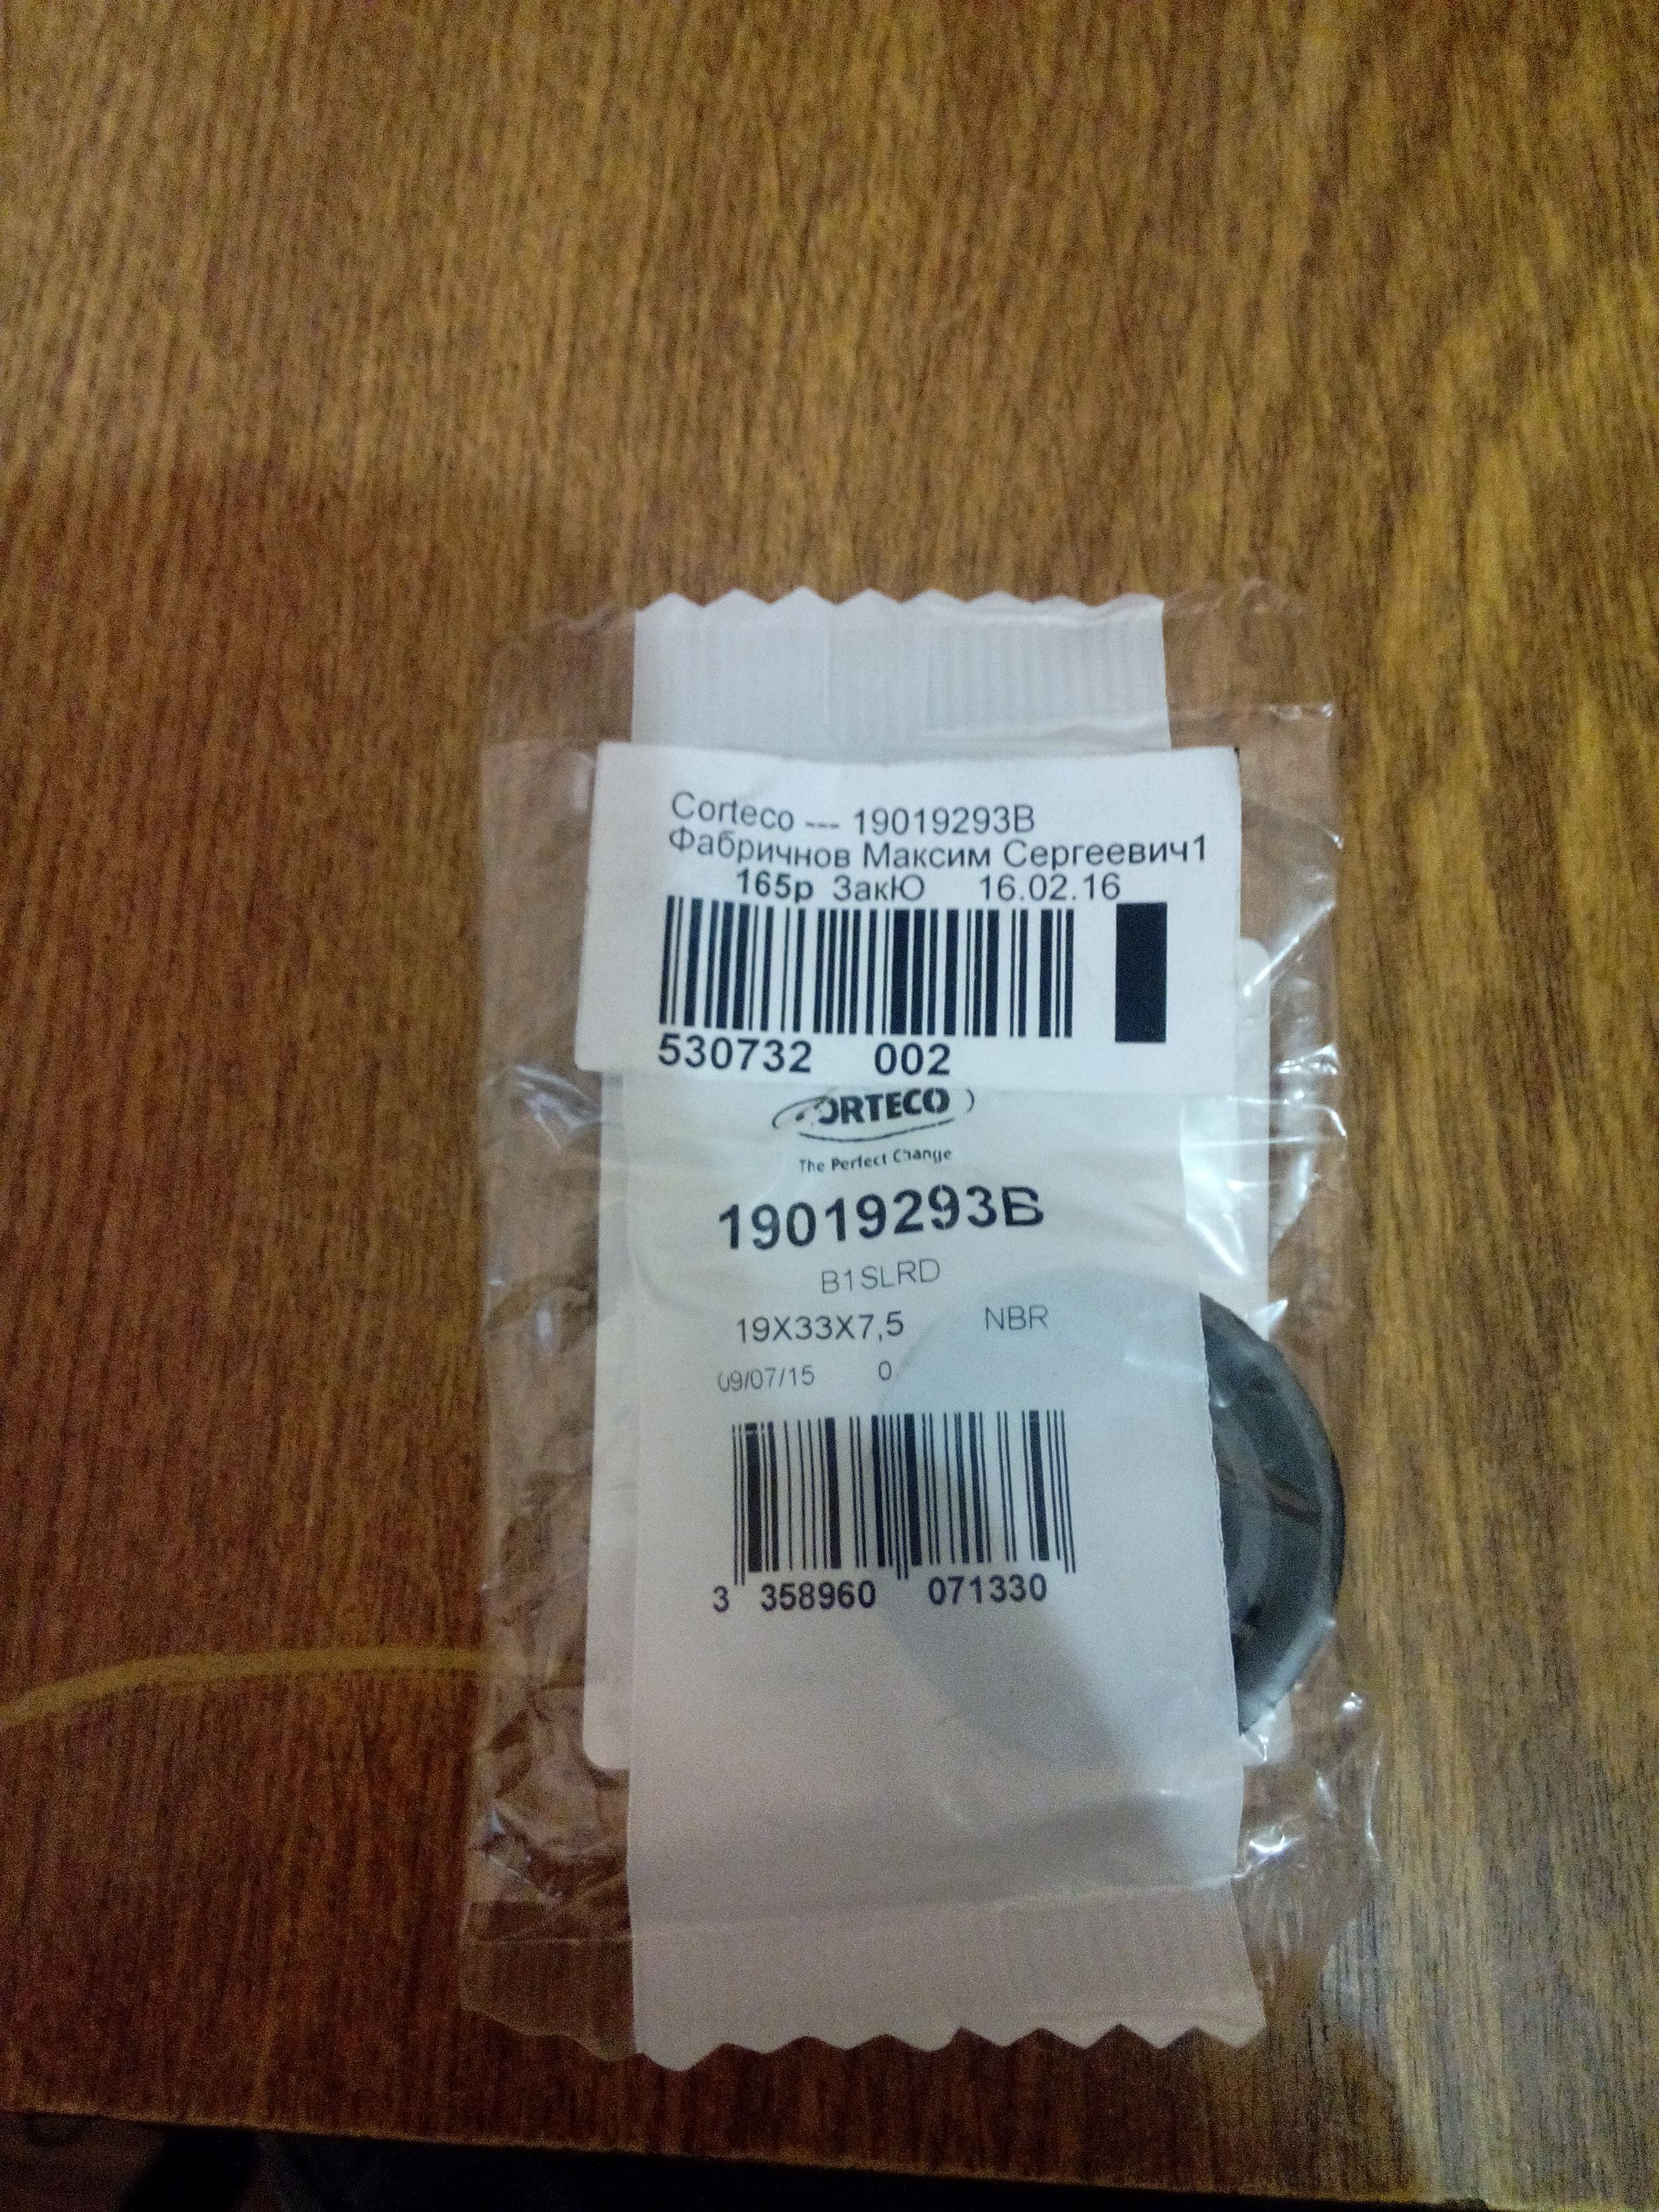 Corteco --- 19019293B
Фабричнов Максим Сергеевич1
165р ЗакЮ 16.02.16
530732 002
CORTECO
The Perfect Change
19019293B
B1SLRD
19X33X7,5 NBR
09/07/15 0
3 358960 071330